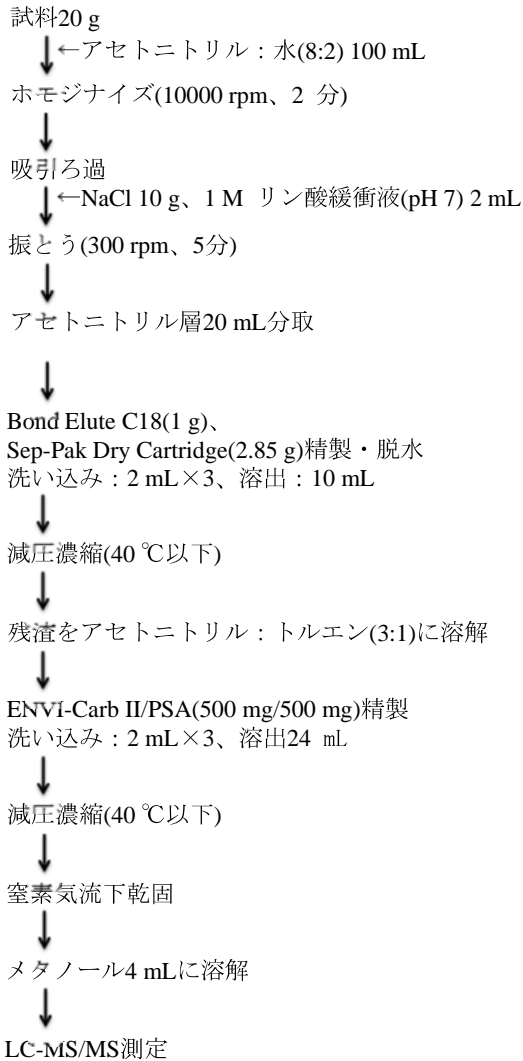 試料20 g
←アセトニトリル：水(8:2) 100 mL
ホモジナイズ(10000 rpm、2 分)
吸引ろ過
←NaCl 10 g、1 M リン酸緩衝液(pH 7) 2 mL
振とう(300 rpm、5分)
アセトニトリル層20 mL分取
Bond Elute C18(1 g)、
Sep-Pak Dry Cartridge(2.85 g)精製・脱水
洗い込み：2 mL×3、溶出：10 mL
減圧濃縮(40 ℃以下)
残渣をアセトニトリル：トルエン(3:1)に溶解
ENVI-Carb II/PSA(500 mg/500 mg)精製
洗い込み：2 mL×3、溶出24 ㎖
減圧濃縮(40 ℃以下)
窒素気流下乾固
メタノール4 mLに溶解
LC-MS/MS測定